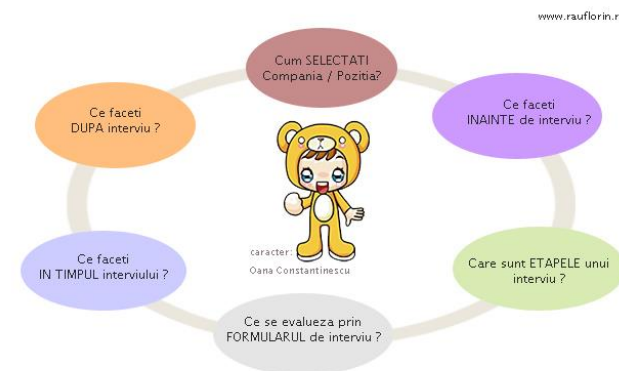 www.rauflorin.r
Cum SELECTATI
Compania / Pozitia?
Ce faceti
INAINTE de interviu ?
Care sunt ETAPELE unui
interviu ?
Ce se evalueza prin
FORMULARUL de interviu ?
Ce faceti
IN TIMPUL interviului ?
Ce faceti
DUPA interviu ?
caracter:
Oana Constantinescu